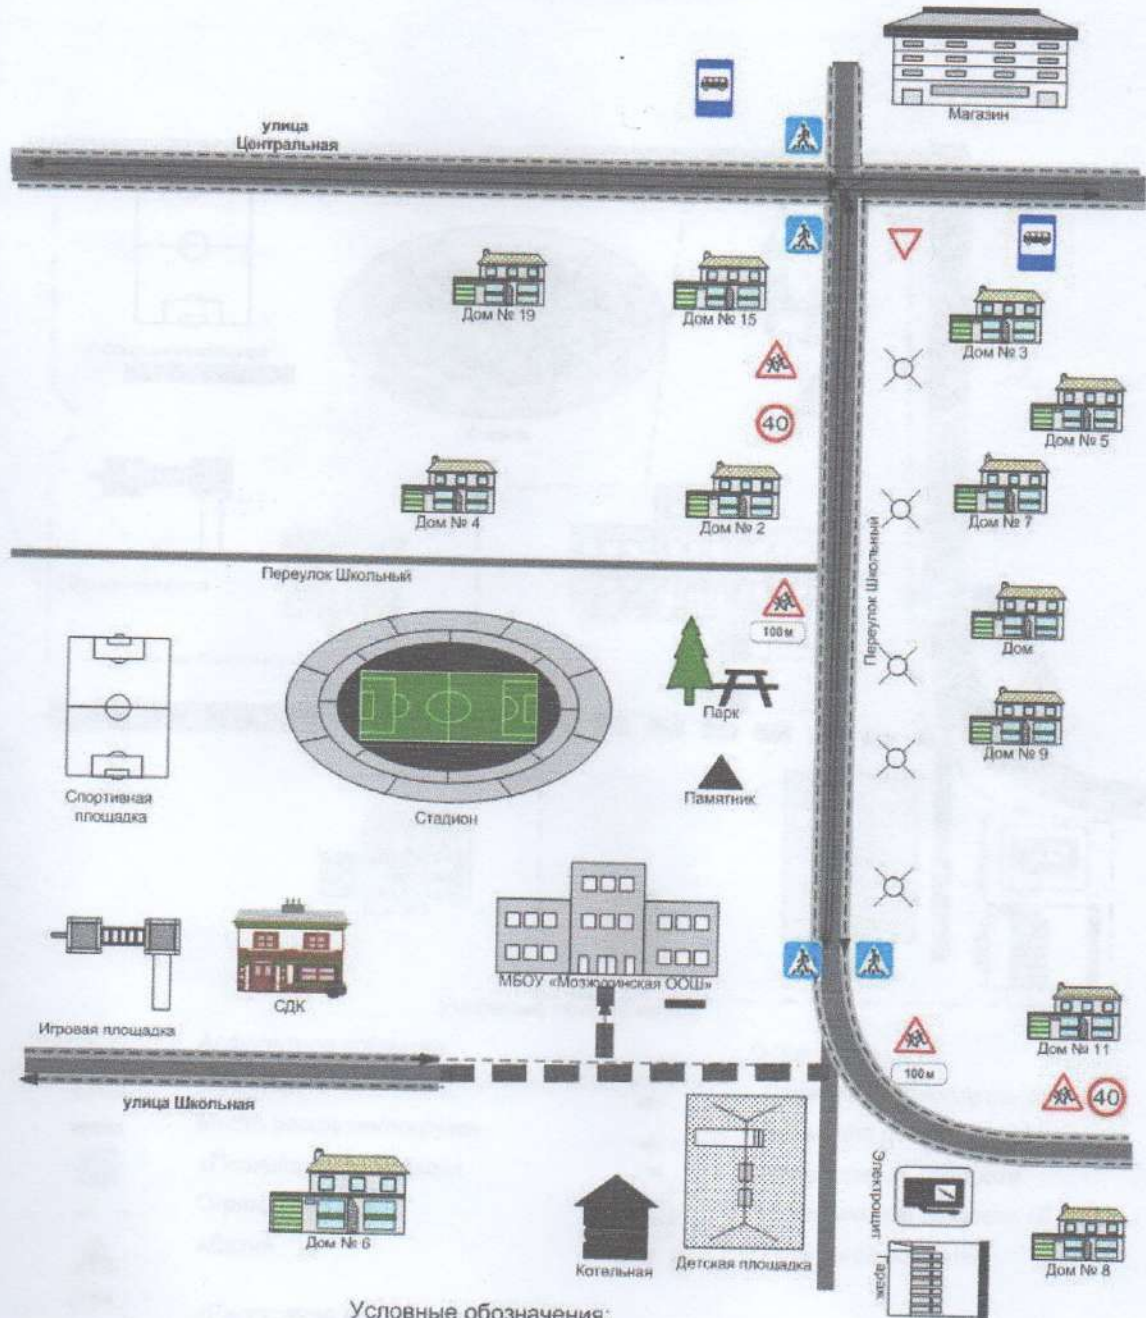 Магазин
улица
Центральная
Дом № 19
Дом № 15
Дом № 3
40
Дом № 5
Дом № 4
Дом № 2
Дом № 7
Переулок Школьный
Переулок Школьный
100 м
Дом
Парк
Дом № 9
Спортивная
площадка
Стадион
Памятник
МБОУ «Мозжухинская ООШ»
СДК
Игровая площадка
Дом № 11
100 м
40
улица Школьная
Электрощит
Дом № 6
Котельная
Детская площадка
Гараж
Дом № 8
Условные обозначения: